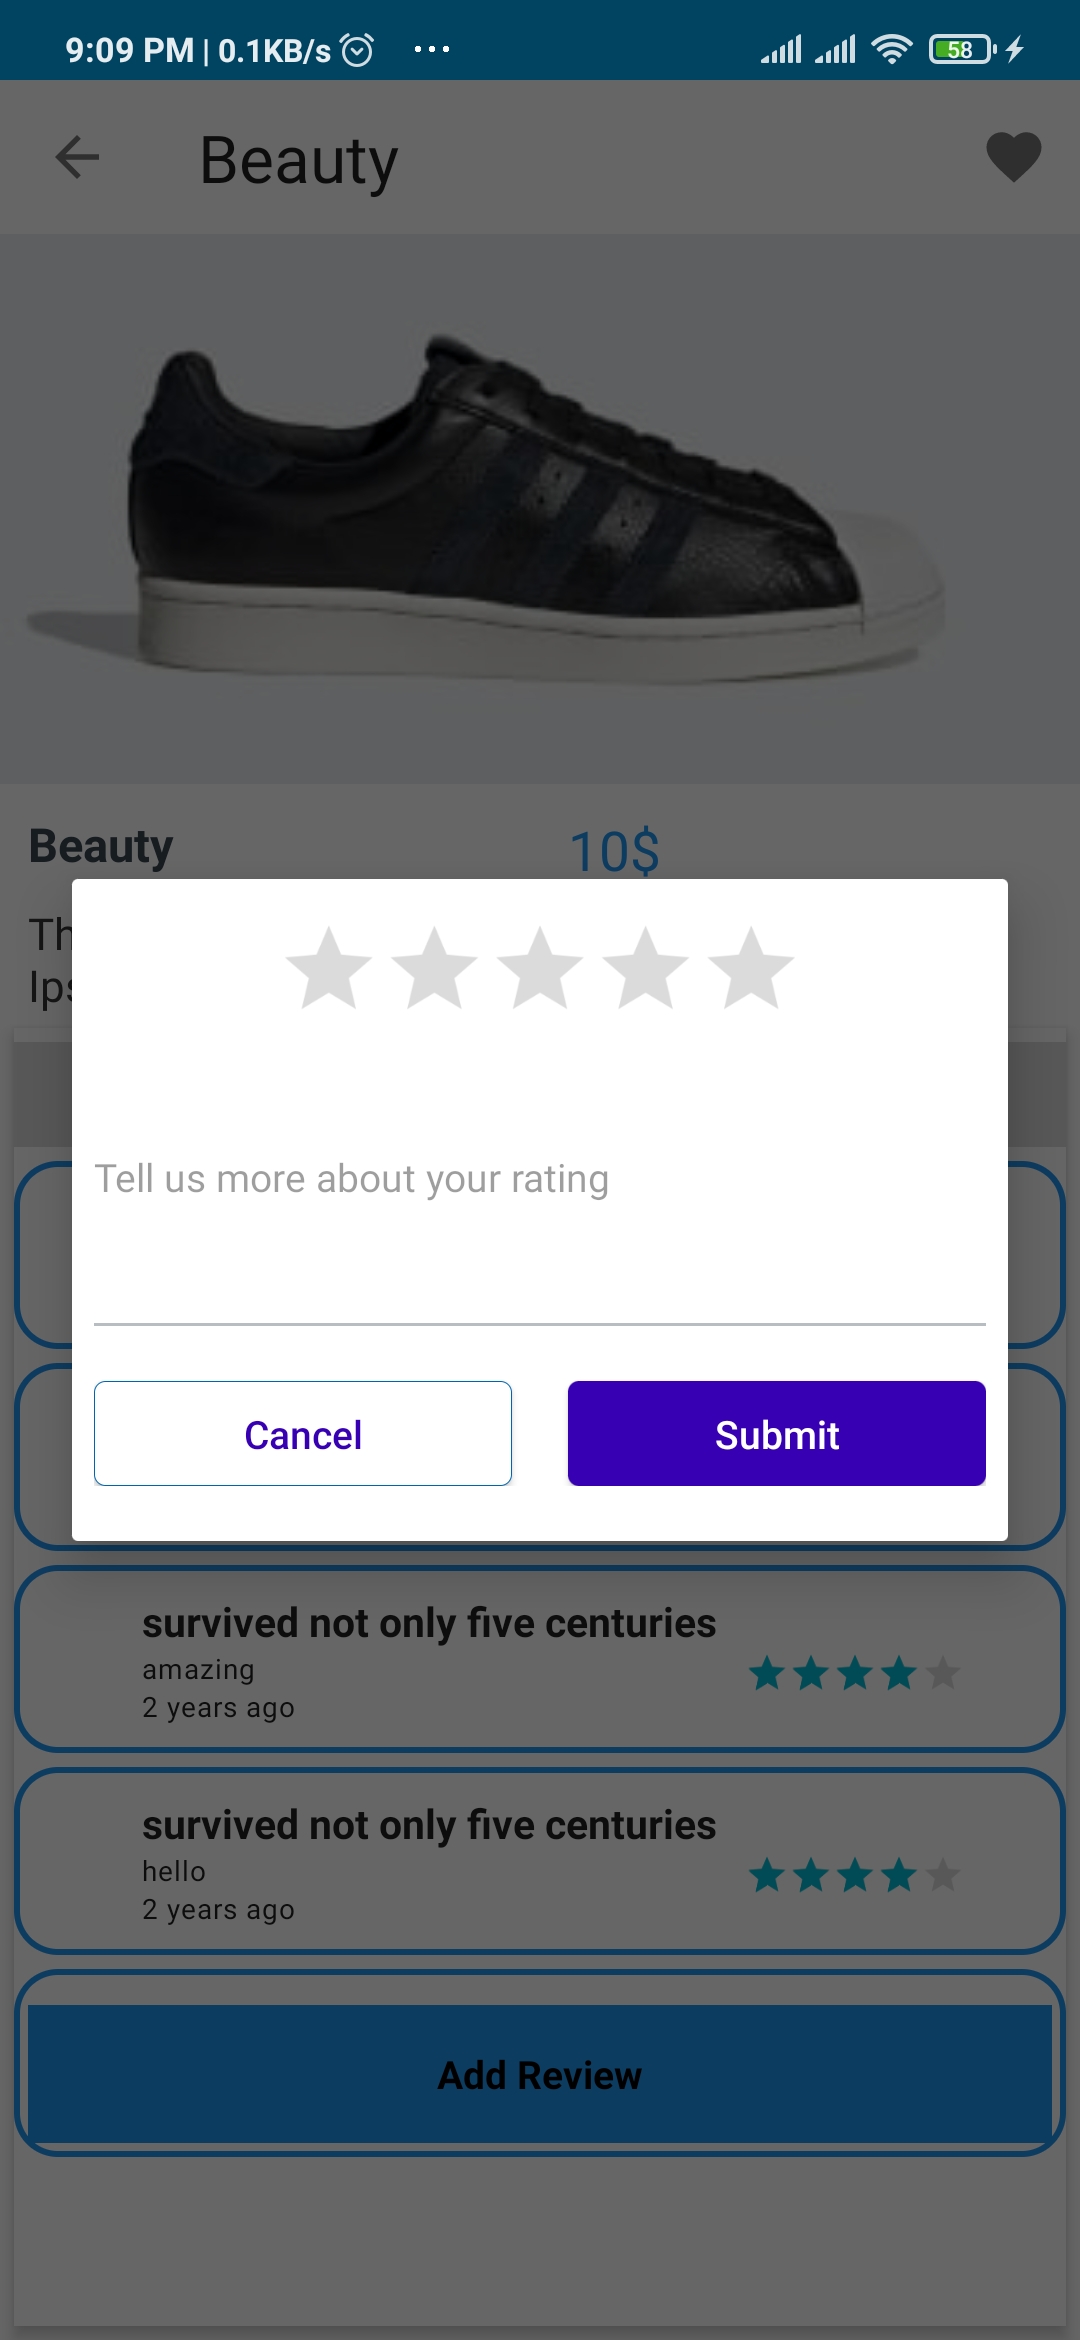 9:09 PM | 0.1KB/s ...
58
Beauty
Beauty
10$
Th
Ips
Tell us more about your rating
Cancel
Submit
survived not only five centuries
amazing
2 years ago
survived not only five centuries
hello
2 years ago
Add Review